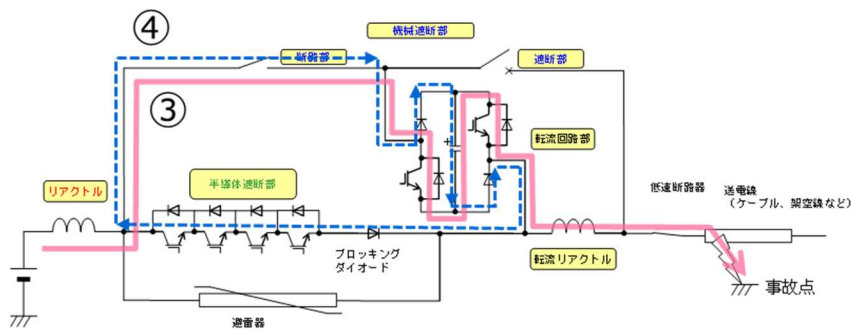 ④
機械遮断部
断路部
遮断部
③
転流回路部
+
リアクトル
半導体遮断部
低速断路器
送電線
（ケーブル、架空線など）
ブロッキング
ダイオード
転流リアクトル
事故点
避雷器